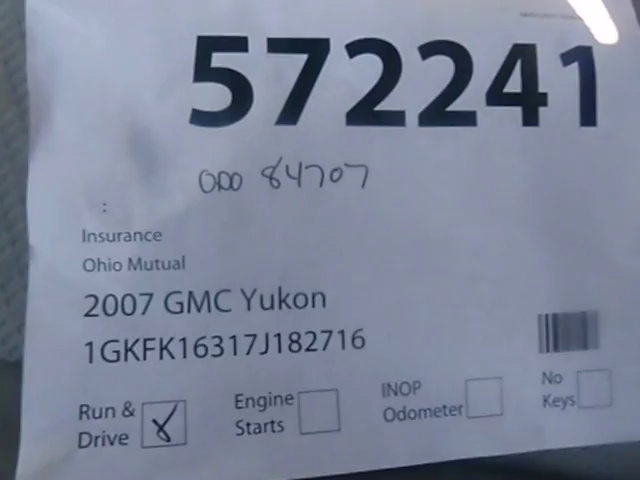 572241
ODO 84707
:
Insurance
Ohio Mutual
2007 GMC Yukon
1GKFK16317J182716
Run & Drive
Engine Starts
INOP Odometer
No Keys